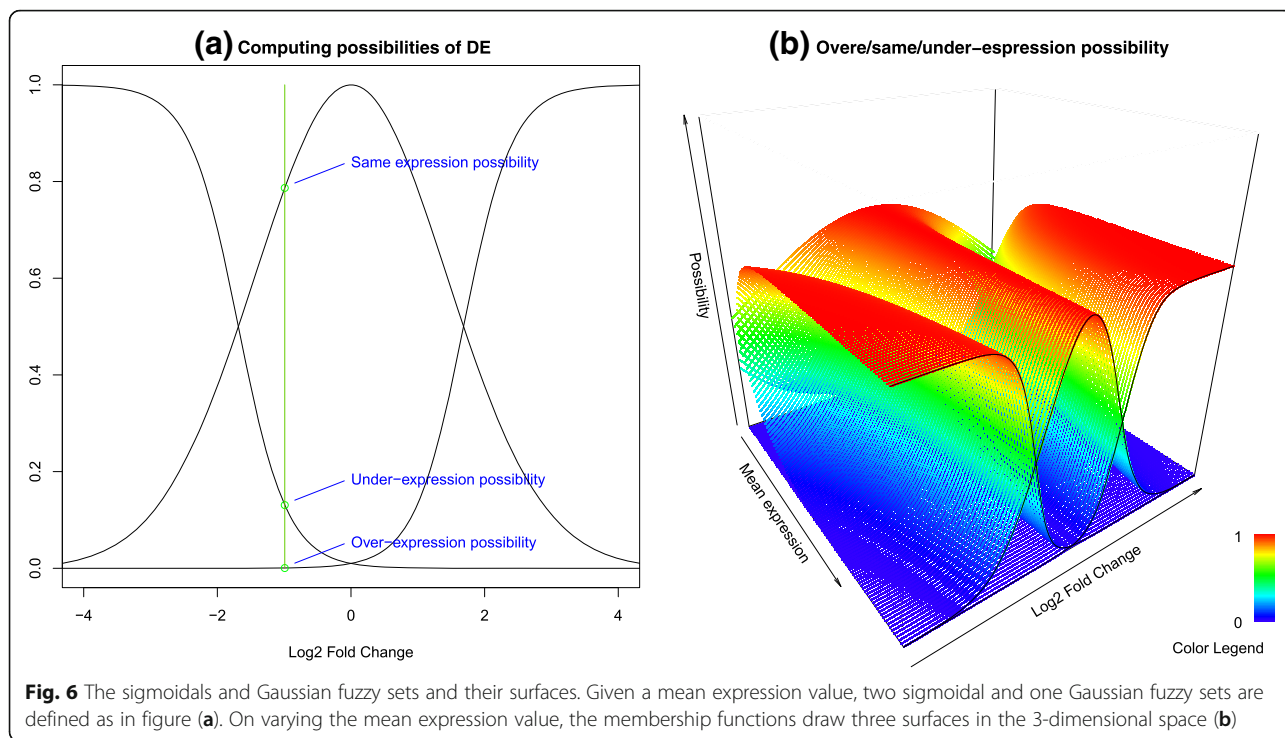 (a) Computing possibilities of DE
1.0
0.8
0.6
0.4
0.2
0.0
Same expression possibility
Under−expression possibility
Over−expression possibility
−4
−2
0
2
4
Log2 Fold Change
(b) Overe/same/under−espression possibility
Possibility
Mean expression
Log2 Fold Change
1
0
Color Legend
Fig. 6 The sigmoidals and Gaussian fuzzy sets and their surfaces. Given a mean expression value, two sigmoidal and one Gaussian fuzzy sets are
defined as in figure (a). On varying the mean expression value, the membership functions draw three surfaces in the 3-dimensional space (b)